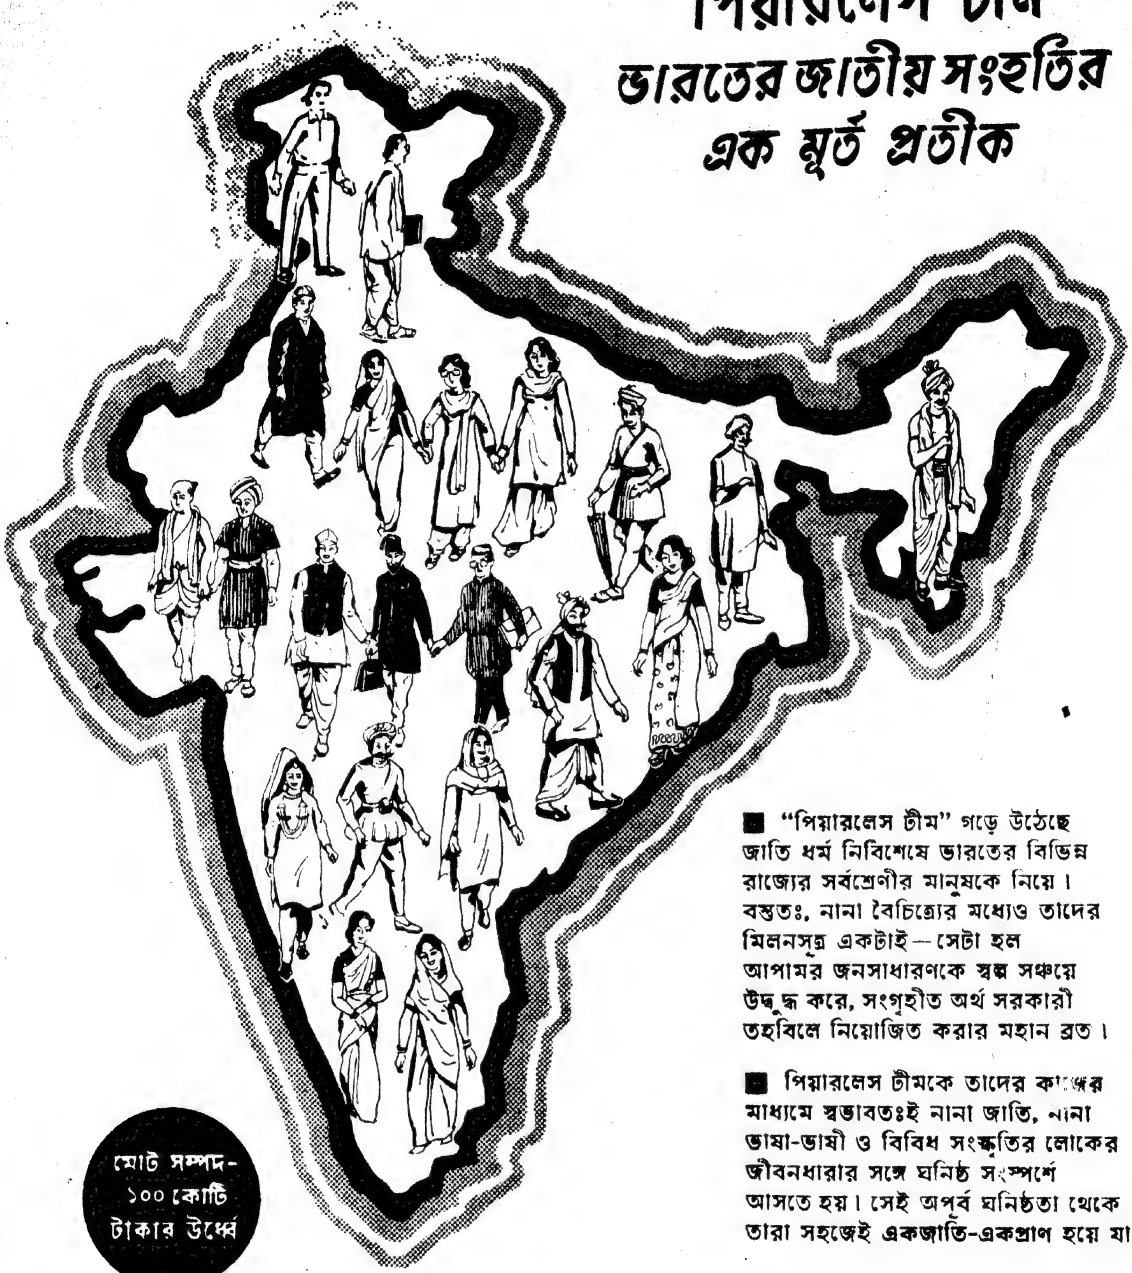 পিয়ারলেস টীম
ভারতের জাতীয় সংহতির
এক মূর্ত প্রতীক
■ “পিয়ারলেস টীম” গড়ে উঠেছে
জাতি ধর্ম নির্বিশেষে ভারতের বিভিন্ন
রাজ্যের সর্বশ্রেণীর মানুষকে নিয়ে।
বস্তুতঃ, নানা বৈচিত্র্যের মধ্যেও তাদের
মিলনসূত্র একটাই—সেটা হল
আপামর জনসাধারণকে স্বল্প সঞ্চয়ে
উদ্বুদ্ধ করে, সংগৃহীত অর্থ সরকারী
তহবিলে নিয়োজিত করার মহান ব্রত।
■ পিয়ারলেস টীমকে তাদের কাজের
মাধ্যমে স্বভাবতঃই নানা জাতি, নানা
ভাষা-ভাষী ও বিবিধ সংস্কৃতির লোকের
জীবনধারার সঙ্গে ঘনিষ্ঠ সংস্পর্শে
আসতে হয়। সেই অপূর্ব ঘনিষ্ঠতা থেকে
তারা সহজেই একজাতি-একপ্রাণ হয়ে যা
মোট সম্পদ-
১০০ কোটি
টাকার উর্ধ্বে